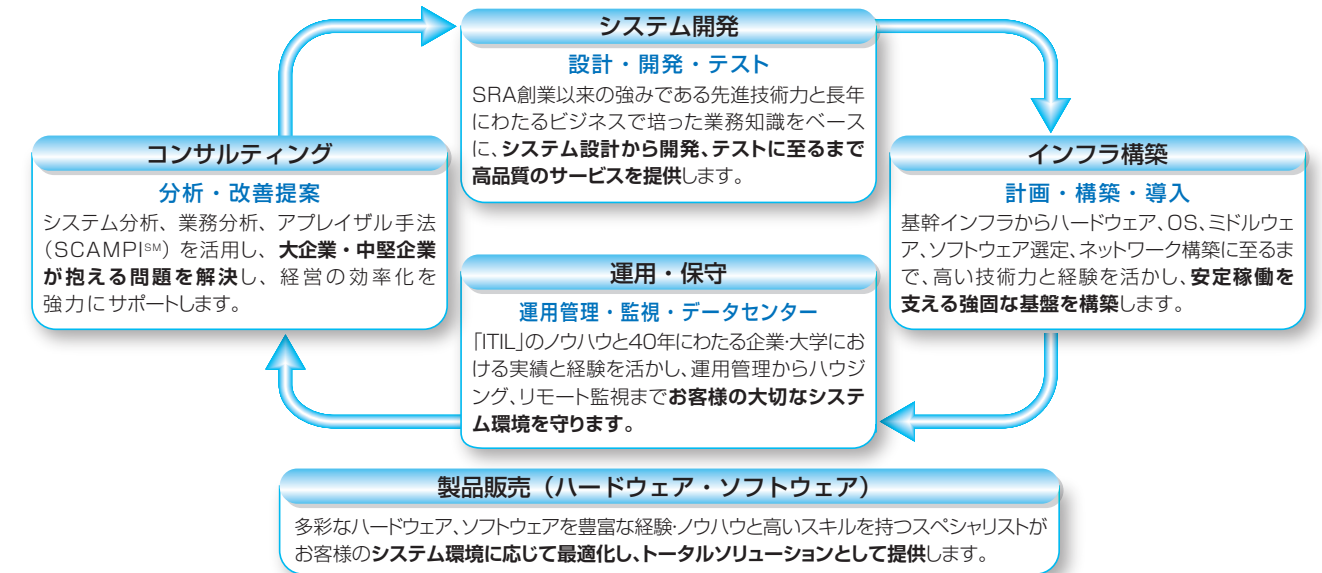 システム開発
設計・開発・テスト
SRA創業以来の強みである先進技術力と長年
にわたるビジネスで培った業務知識をベース
に、システム設計から開発、テストに至るまで
高品質のサービスを提供します。
コンサルティング
分析・改善提案
システム分析、業務分析、アプレイザル手法
（SCAMPI℠）を活用し、大企業・中堅企業
が抱える問題を解決し、経営の効率化を
強力にサポートします。
インフラ構築
計画・構築・導入
基幹インフラからハードウェア、OS、ミドルウェ
ア、ソフトウェア選定、ネットワーク構築に至るま
で、高い技術力と経験を活かし、安定稼働を
支える強固な基盤を構築します。
運用・保守
運用管理・監視・データセンター
「ITIL」のノウハウと40年にわたる企業・大学にお
ける実績と経験を活かし、運用管理からハウジ
ング、リモート監視までお客様の大切なシステ
ム環境を守ります。
製品販売（ハードウェア・ソフトウェア）
多彩なハードウェア、ソフトウェアを豊富な経験・ノウハウと高いスキルを持つスペシャリストが
お客様のシステム環境に応じて最適化し、トータルソリューションとして提供します。